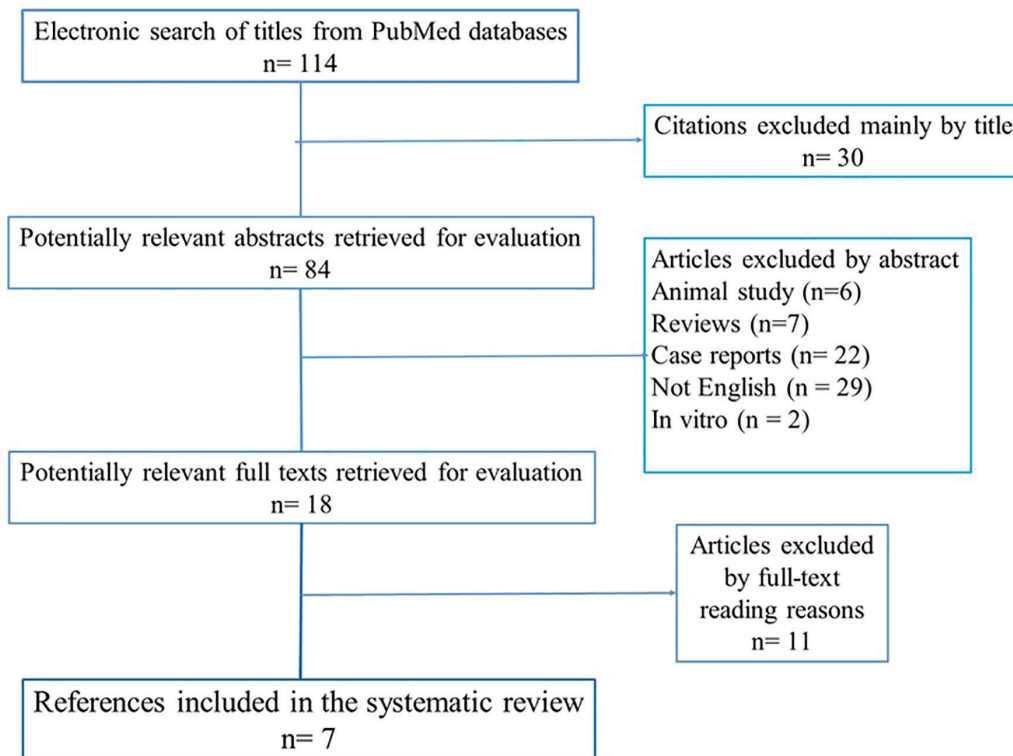 Electronic search of titles from PubMed databases
n= 114
Citations excluded mainly by title
n= 30
Potentially relevant abstracts retrieved for evaluation
n= 84
Articles excluded by abstract
Animal study (n=6)
Reviews (n=7)
Case reports (n= 22)
Not English (n = 29)
In vitro (n = 2)
Potentially relevant full texts retrieved for evaluation
n= 18
Articles excluded
by full-text
reading reasons
n= 11
References included in the systematic review
n= 7